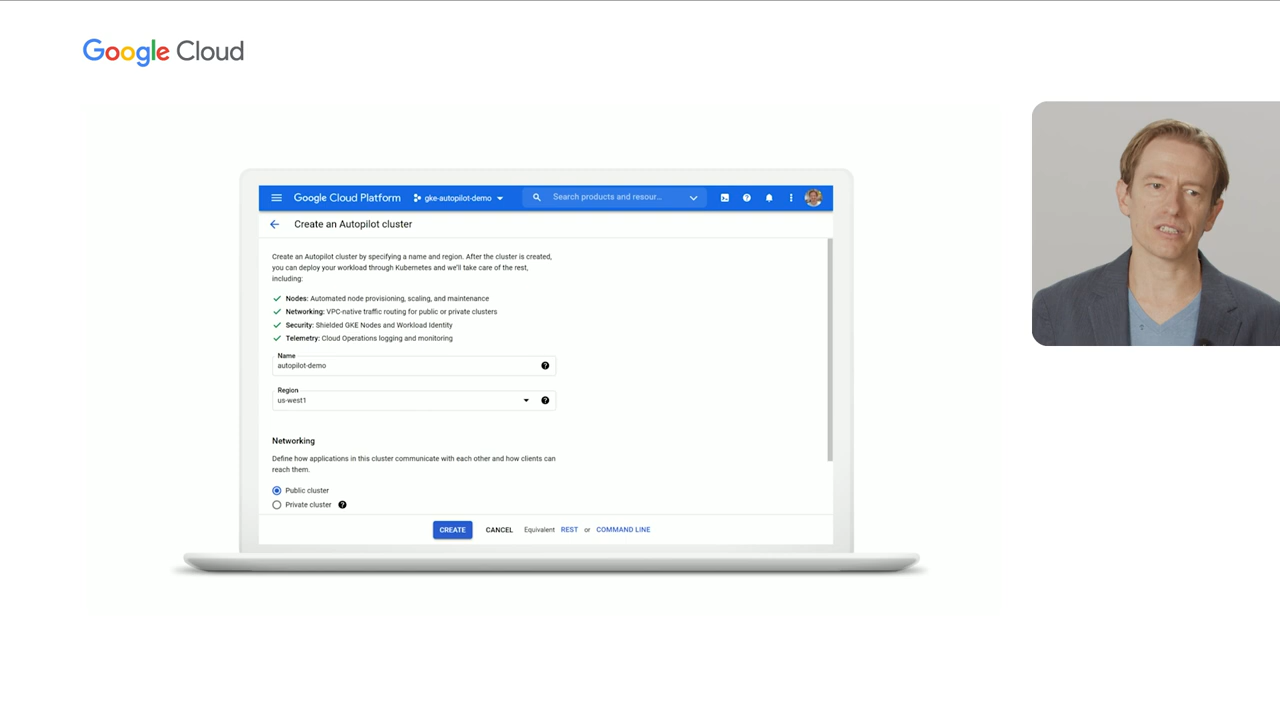 Google Cloud
Google Cloud Platform gke-autopilot-demo Search products and resour...
Create an Autopilot cluster
Create an Autopilot cluster by specifying a name and region. After the cluster is created,
you can deploy your workload through Kubernetes and we'll take care of the rest,
including:
Nodes: Automated node provisioning, scaling, and maintenance
Networking: VPC-native traffic routing for public or private clusters
Security: Shielded GKE Nodes and Workload Identity
Telemetry: Cloud Operations logging and monitoring
Name
autopilot-demo
Region
us-west1
Networking
Define how applications in this cluster communicate with each other and how clients can
reach them.
Public cluster
Private cluster
CREATE CANCEL Equivalent REST or COMMAND LINE